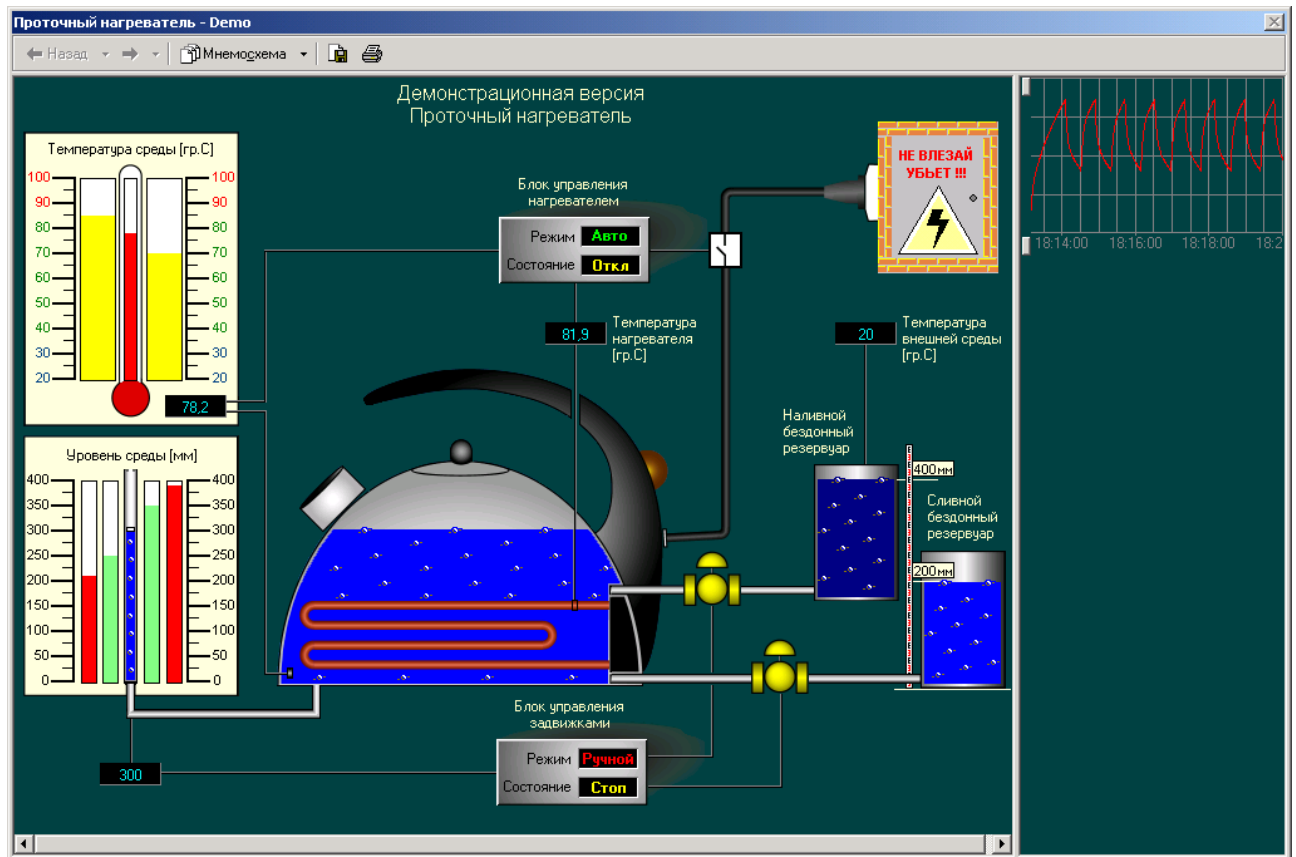 Проточный нагреватель - Demo
Назад Мнемосхема
Демонстрационная версия
Проточный нагреватель
Температура среды [гр.С]
100 100
90 90
80 80
70 70
60 60
50 50
40 40
30 30
20 20
78,2
Уровень среды [мм]
400 400
350 350
300 300
250 250
200 200
150 150
100 100
50 50
0 0
300
Блок управления
нагревателем
Режим Авто
Состояние Откл
81,9
Температура
нагревателя
[гр.С]
НЕ ВЛЕЗАЙ
УБЬЕТ !!!
20
Температура
внешней среды
[гр.С]
Наливной
бездонный
резервуар
400мм
Сливной
бездонный
резервуар
200мм
Блок управления
задвижками
Режим Ручной
Состояние Стоп
18:14:00 18:16:00 18:18:00 18:2